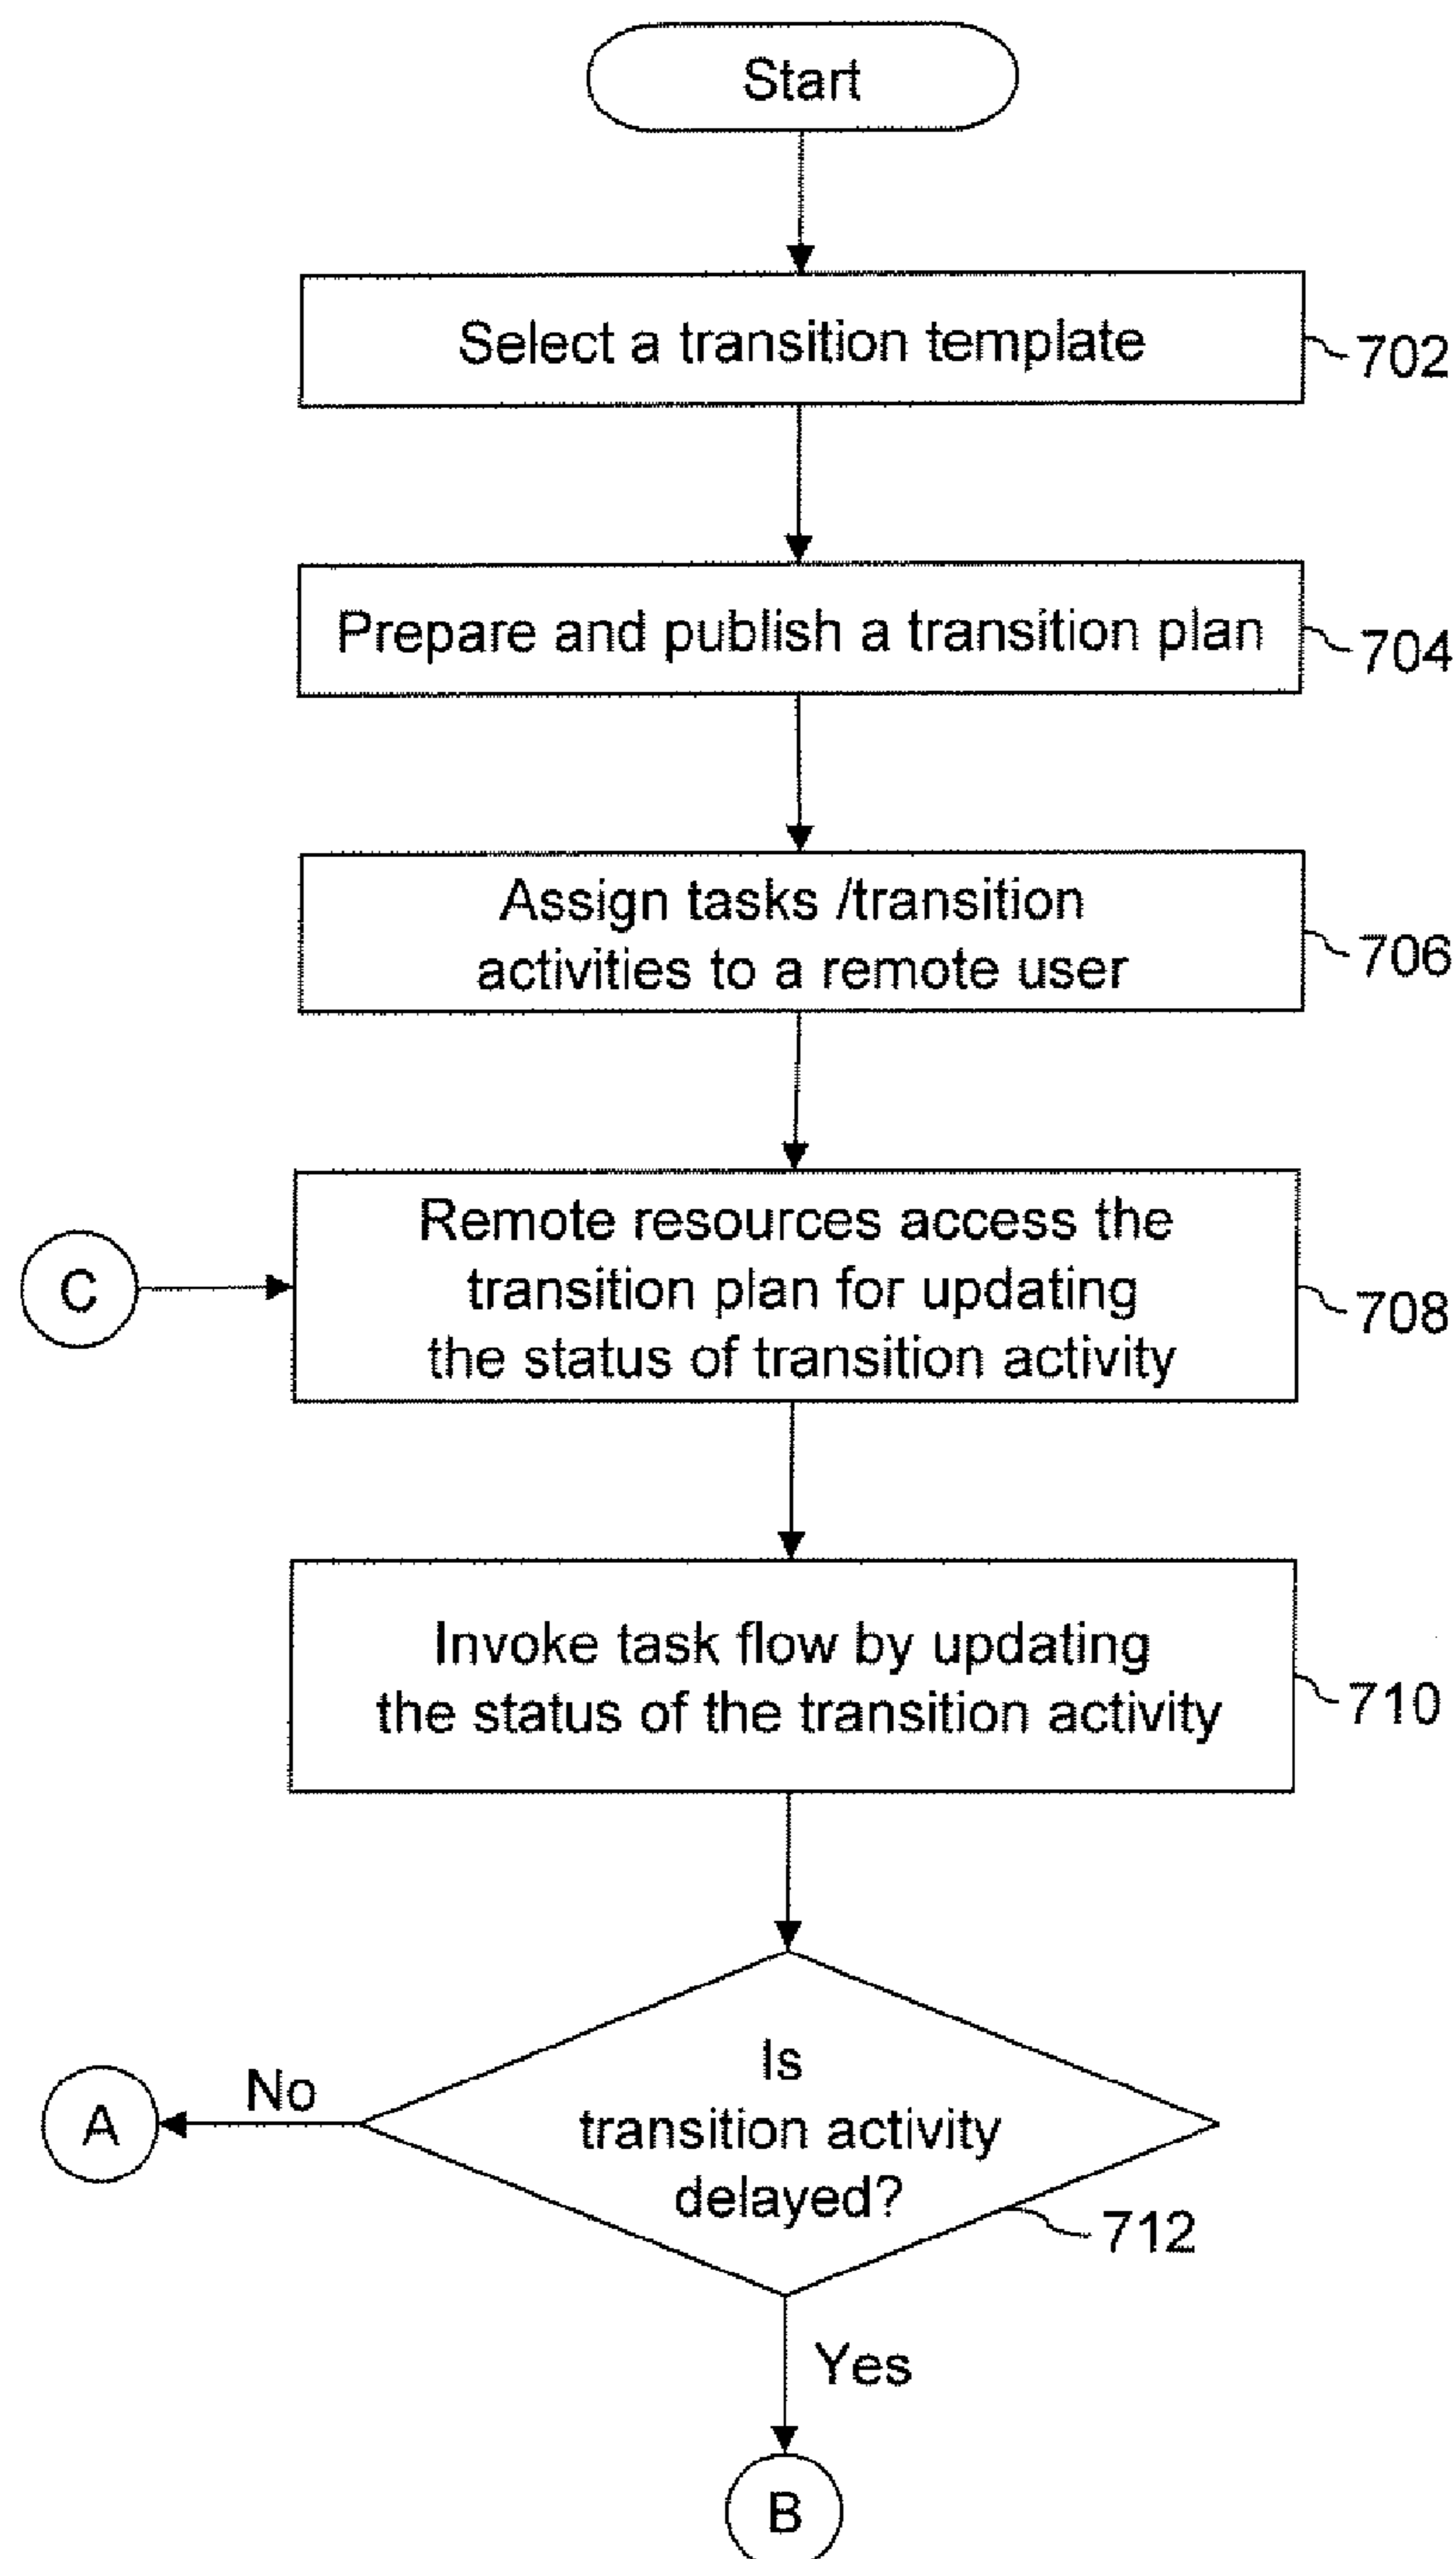 Start
Select a transition template
702
Prepare and publish a transition plan
704
Assign tasks /transition
activities to a remote user
706
Remote resources access the
transition plan for updating
the status of transition activity
C
708
Invoke task flow by updating
the status of the transition activity
710
Is
transition activity
delayed?
No
A
712
Yes
B